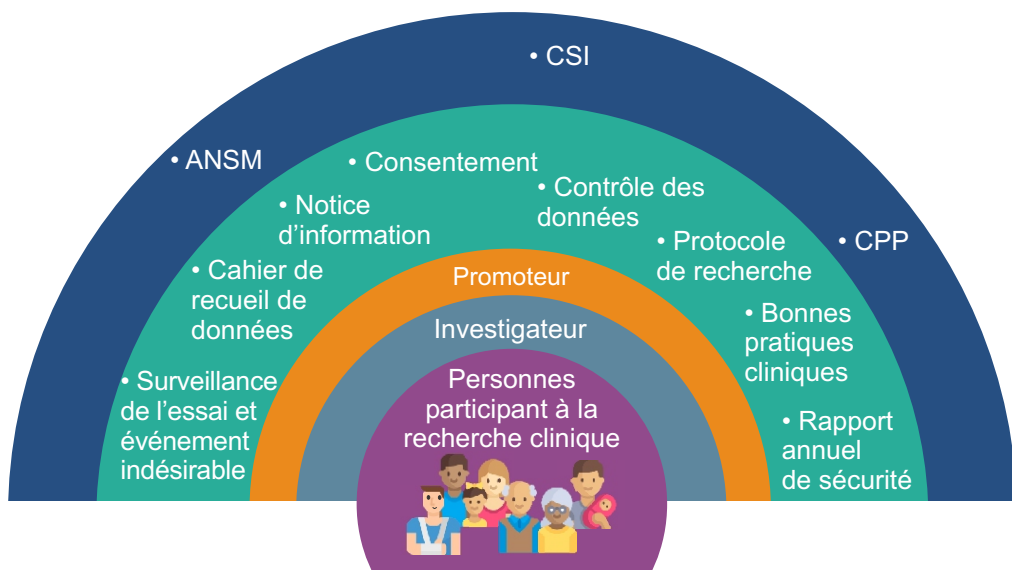 • CSI
• ANSM
• CPP
• Consentement
• Contrôle des
données
• Notice
d’information
• Protocole
de recherche
• Cahier de
recueil de
données
• Bonnes
pratiques
cliniques
• Surveillance
de l’essai et
événement
indésirable
• Rapport
annuel
de sécurité
Promoteur
Investigateur
Personnes
participant à la
recherche clinique